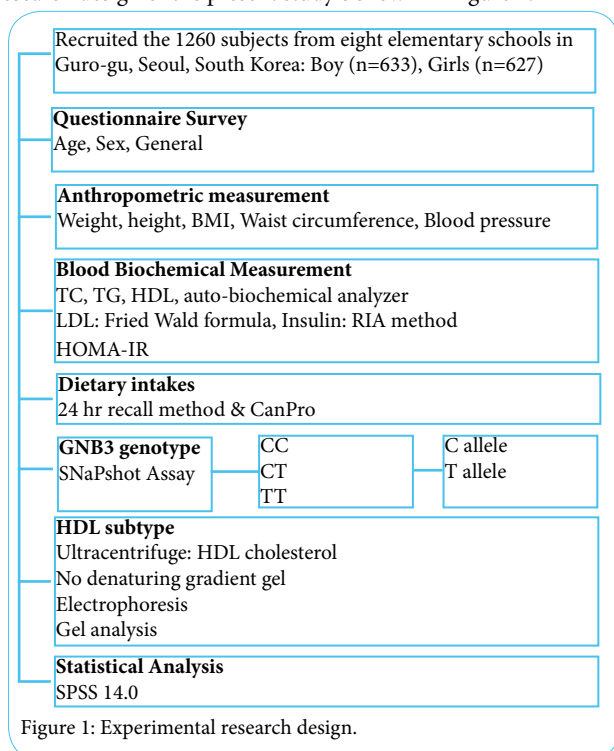 Recruited the 1260 subjects from eight elementary schools in
Guro-gu, Seoul, South Korea: Boy (n=633), Girls (n=627)
Questionnaire Survey
Age, Sex, General
Anthropometric measurement
Weight, height, BMI, Waist circumference, Blood pressure
Blood Biochemical Measurement
TC, TG, HDL, auto-biochemical analyzer
LDL: Fried Wald formula, Insulin: RIA method
HOMA-IR
Dietary intakes
24 hr recall method & CanPro
GNB3 genotype
SNaPshot Assay
CC
CT
TT
C allele
T allele
HDL subtype
Ultracentrifuge: HDL cholesterol
No denaturing gradient gel
Electrophoresis
Gel analysis
Statistical Analysis
SPSS 14.0
Figure 1: Experimental research design.